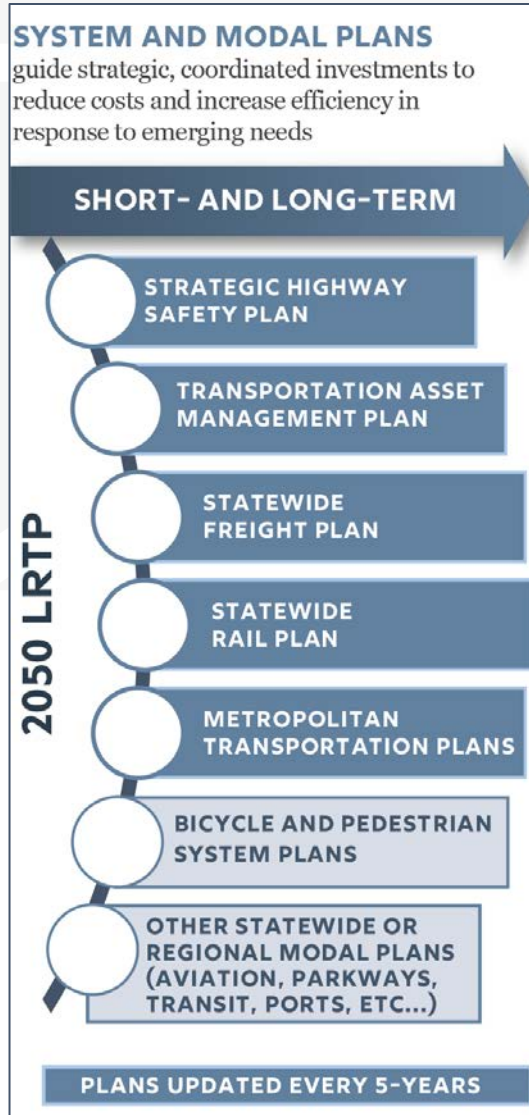 SYSTEM AND MODAL PLANS
guide strategic, coordinated investments to
reduce costs and increase efficiency in
response to emerging needs
SHORT- AND LONG-TERM
2050 LRTP
STRATEGIC HIGHWAY
SAFETY PLAN
TRANSPORTATION ASSET
MANAGEMENT PLAN
STATEWIDE
FREIGHT PLAN
STATEWIDE
RAIL PLAN
METROPOLITAN
TRANSPORTATION PLANS
BICYCLE AND PEDESTRIAN
SYSTEM PLANS
OTHER STATEWIDE OR
REGIONAL MODAL PLANS
(AVIATION, PARKWAYS,
TRANSIT, PORTS, ETC...)
PLANS UPDATED EVERY 5-YEARS